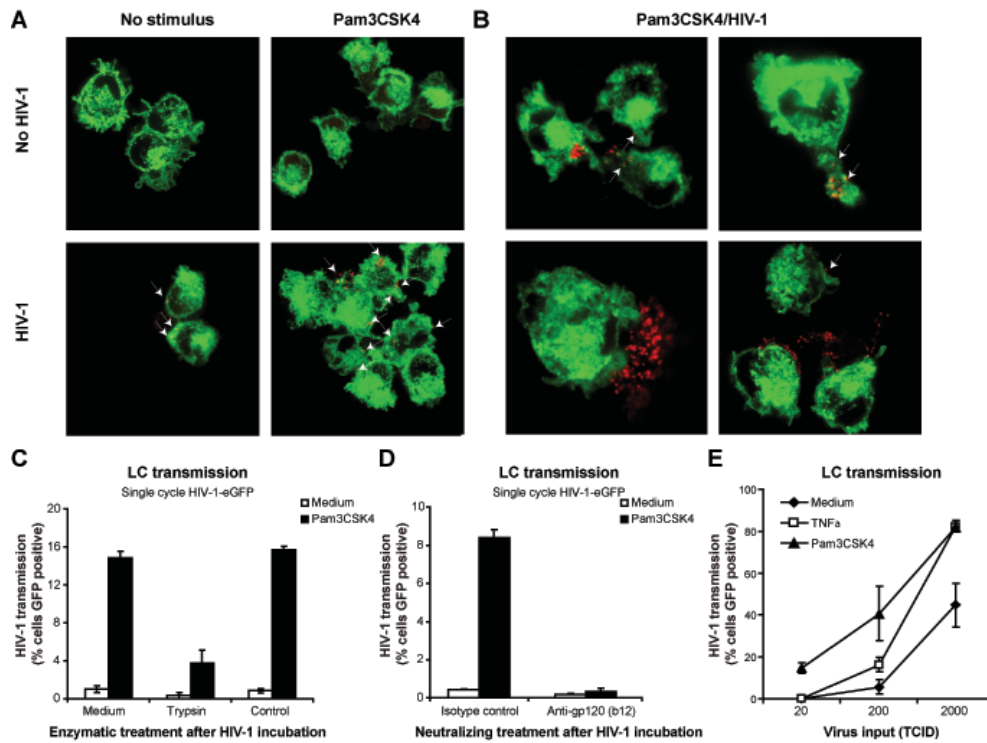 A
No stimulus
Pam3CSK4
B
Pam3CSK4/HIV-1
No HIV-1
HIV-1
C
LC transmission
Single cycle HIV-1-eGFP
Medium
Pam3CSK4
HIV-1 transmission
(% cells GFP positive)
20
16
12
8
4
0
Medium
Trypsin
Control
Enzymatic treatment after HIV-1 incubation
D
LC transmission
Single cycle HIV-1-eGFP
Medium
Pam3CSK4
HIV-1 transmission
(% cells GFP positive)
10
8
6
4
2
0
Isotype control
Anti-gp120 (b12)
Neutralizing treatment after HIV-1 incubation
E
LC transmission
Medium
TNFa
Pam3CSK4
HIV-1 transmission
(% cells GFP positive)
100
80
60
40
20
0
20
200
2000
Virus input (TCID)